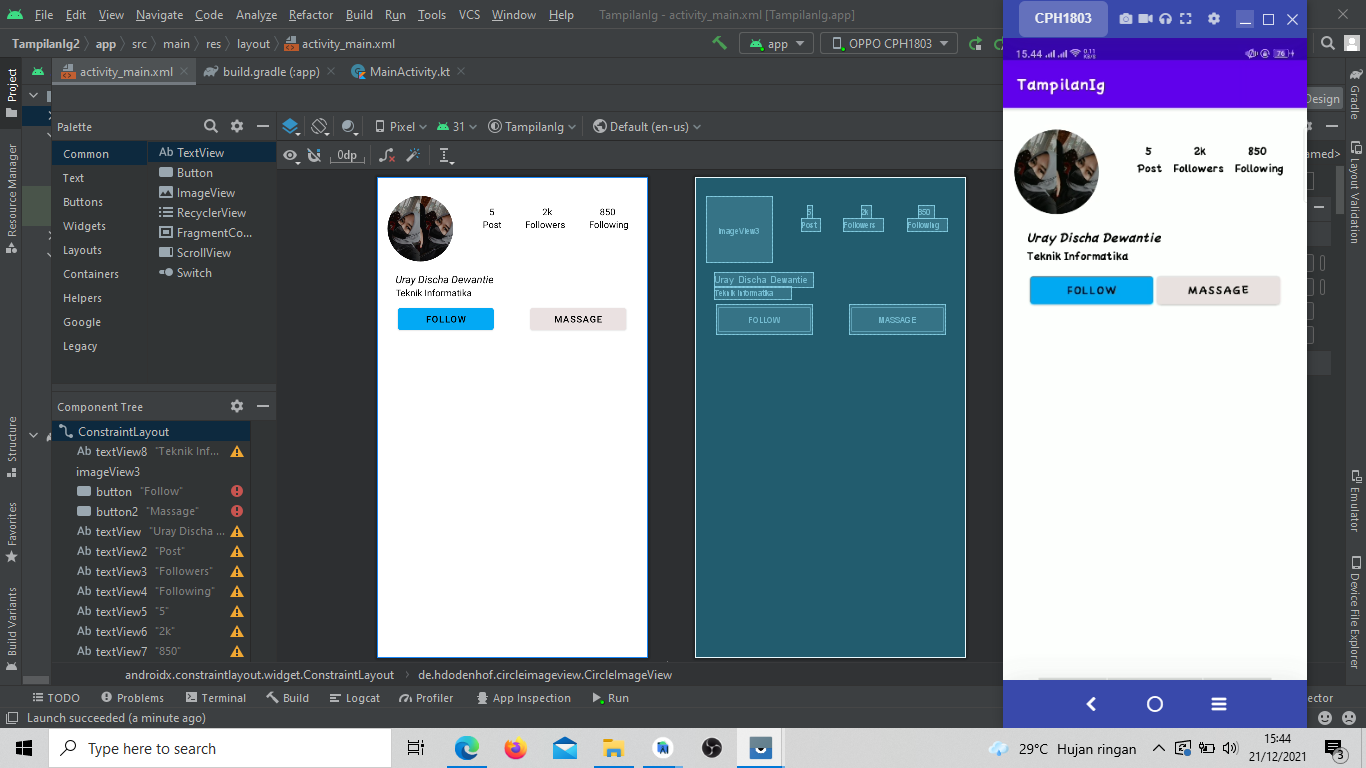 File Edit View Navigate Code Analyze Refactor Build Run Tools VCS Window Help TampilanIg - activity_main.xml [TampilanIg.app]
TampilanIg2 app src main res layout activity_main.xml
app OPPO CPH1803
activity_main.xml build.gradle (:app) MainActivity.kt
Design
Palette
Pixel 31 TampilanIg Default (en-us)
0dp
Common
Text
Buttons
Widgets
Layouts
Containers
Helpers
Google
Legacy
Ab TextView
Button
ImageView
RecyclerView
FragmentCo...
ScrollView
Switch
Component Tree
ConstraintLayout
Ab textView8 "Teknik Inf...
imageView3
button "Follow"
button2 "Massage"
Ab textView "Uray Discha ...
Ab textView2 "Post"
Ab textView3 "Followers"
Ab textView4 "Following"
Ab textView5 "5"
Ab textView6 "2k"
Ab textView7 "850"
5 2k 850
Post Followers Following
Uray Discha Dewantie
Teknik Informatika
FOLLOW MASSAGE
5 2k 850
Post Followers Following
ImageView3
Uray Discha Dewantie
Teknik Informatika
FOLLOW MASSAGE
CPH1803
15.44 0.11 76
TampilanIg
5 2k 850
Post Followers Following
Uray Discha Dewantie
Teknik Informatika
FOLLOW MASSAGE
amed>
Project
Resource Manager
Structure
Favorites
Build Variants
Gradle
Layout Validation
Emulator
Device File Explorer
androidx.constraintlayout.widget.ConstraintLayout de.hdodenhof.circleimageview.CircleImageView
TODO Problems Terminal Build Logcat Profiler App Inspection Run ector
Launch succeeded (a minute ago)
Type here to search
29°C Hujan ringan
15:44
21/12/2021
3